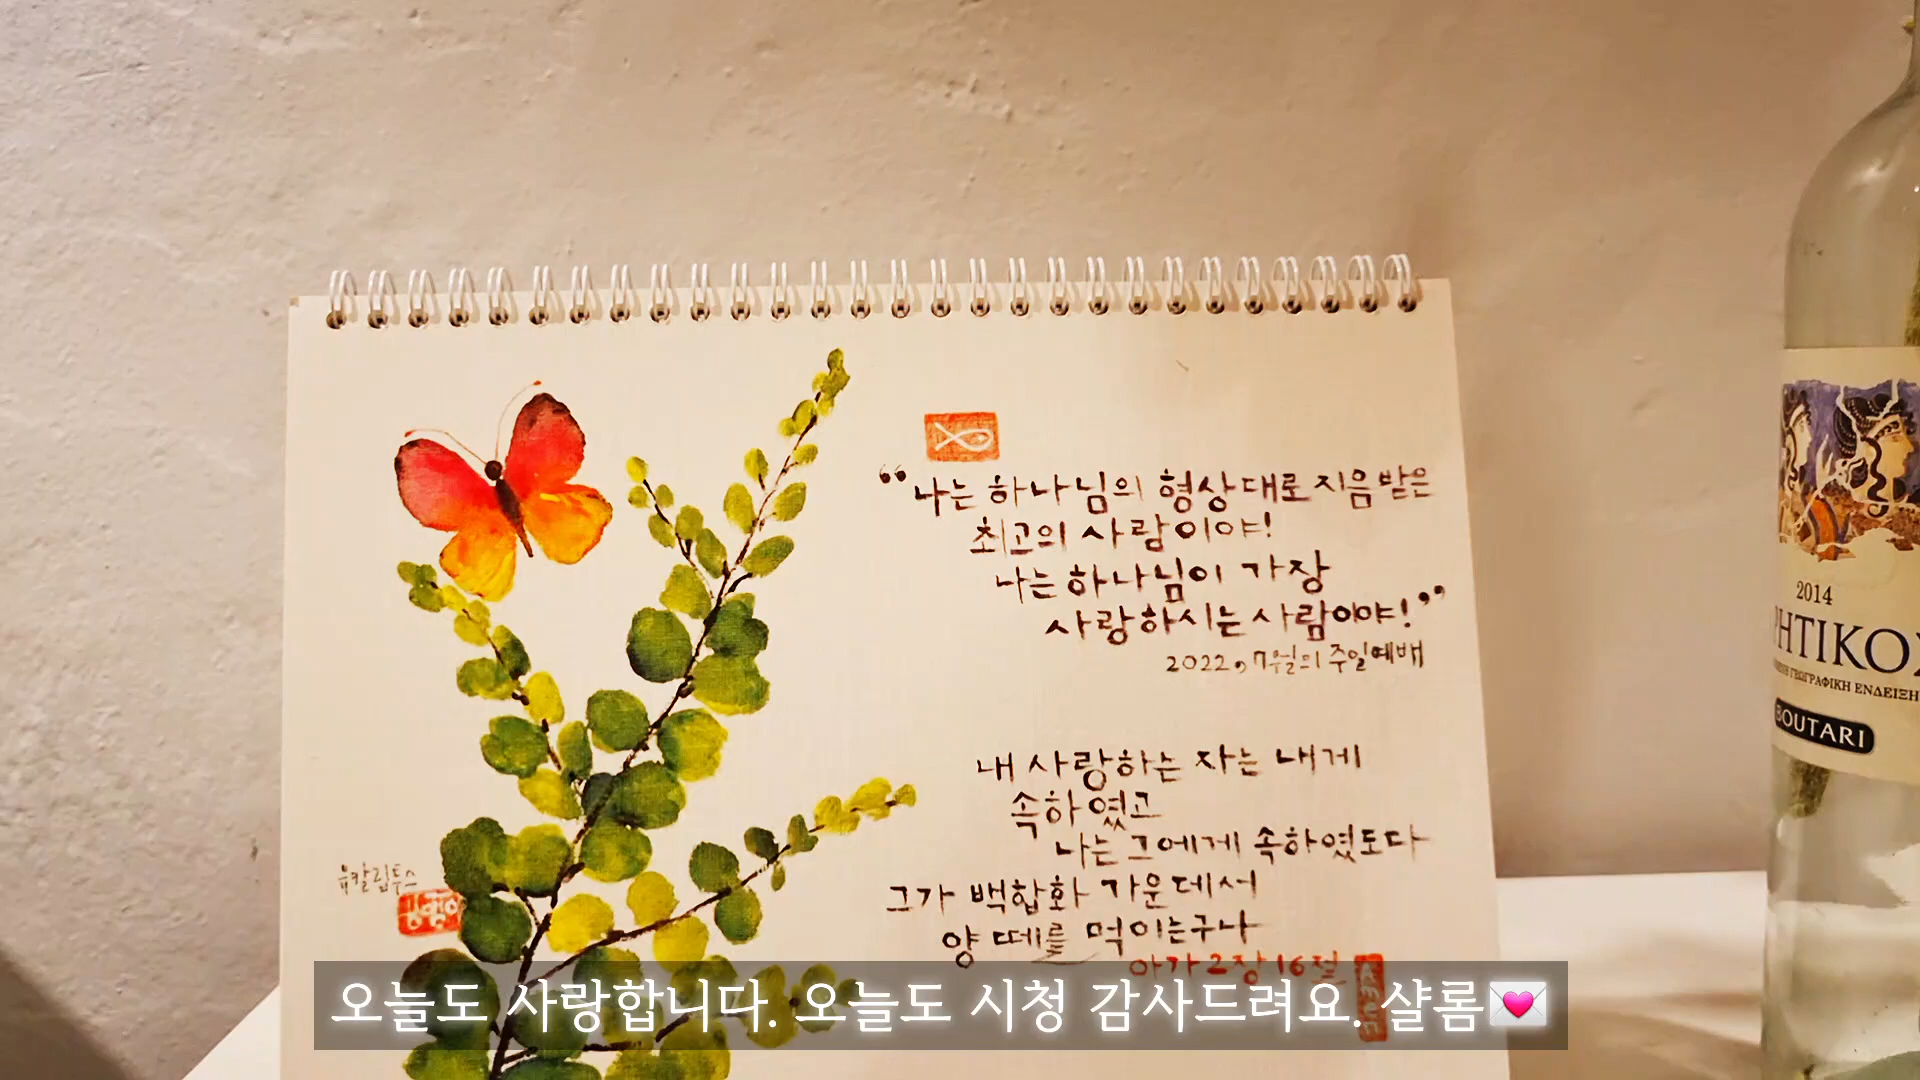 “나는 하나님의 형상대로 지음받은
최고의 사람이야!
나는 하나님이 가장
사랑하시는 사람이야!”
2022, 7월의 주일예배
내 사랑하는 자는 내게
속하였고
나는 그에게 속하였도다
그가 백합화 가운데서
양 떼를 먹이는구나
아가 2장 16절
유칼립투스
2014
ΡΗΤΙΚΟΣ
ΓΕΩΓΡΑΦΙΚΗ ΕΝΔΕΙΞΗ
BOUTARI
오늘도 사랑합니다. 오늘도 시청 감사드려요. 샬롬💌